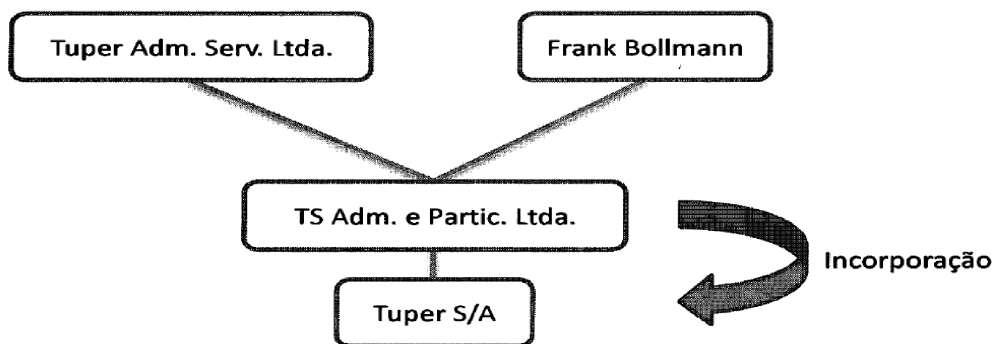 Tuper Adm. Serv. Ltda.
Frank Bollmann
TS Adm. e Partic. Ltda.
Incorporação
Tuper S/A